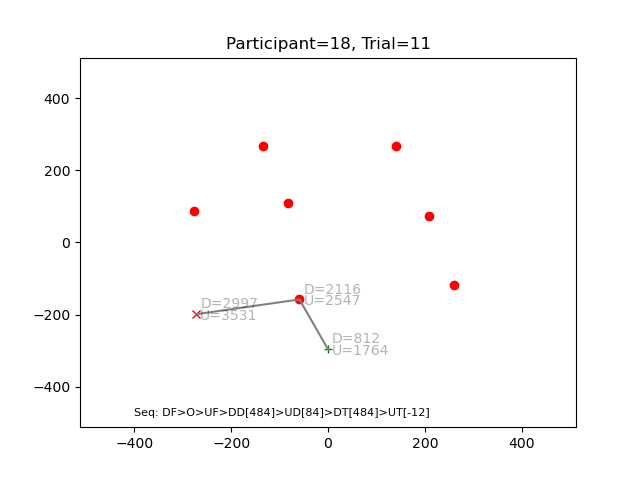 Participant=18, Trial=11
400
200
0
−200
−400
D=2116
U=2547
D=2997
U=3531
D=812
U=1764
Seq: DF>O>UF>DD[484]>UD[84]>DT[484]>UT[-12]
−400
−200
0
200
400